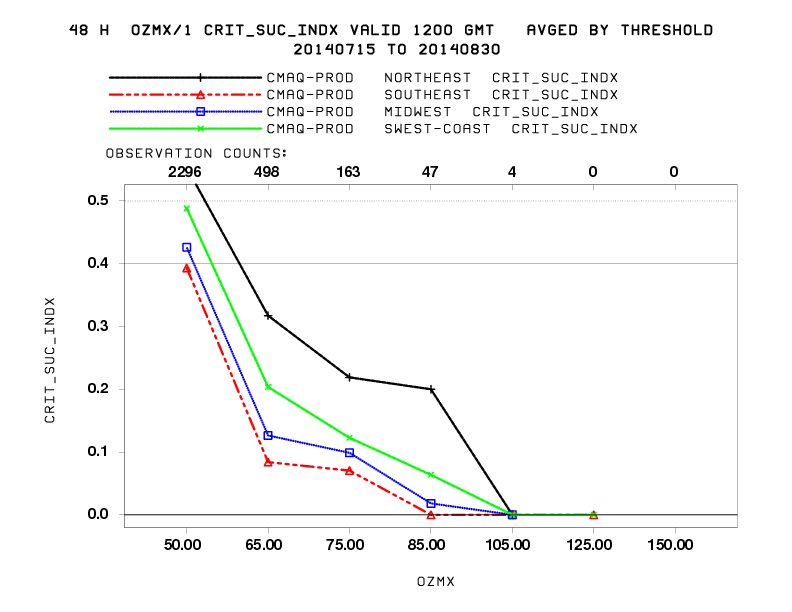 48 H OZMX/1 CRIT_SUC_INDX VALID 1200 GMT AVGED BY THRESHOLD
20140715 TO 20140830
CMAQ-PROD NORTHEAST CRIT_SUC_INDX
CMAQ-PROD SOUTHEAST CRIT_SUC_INDX
CMAQ-PROD MIDWEST CRIT_SUC_INDX
CMAQ-PROD SWEST-COAST CRIT_SUC_INDX
OBSERVATION COUNTS:
2296 498 163 47 4 0 0
0.5
0.4
0.3
0.2
0.1
0.0
CRIT_SUC_INDX
50.00 65.00 75.00 85.00 105.00 125.00 150.00
OZMX